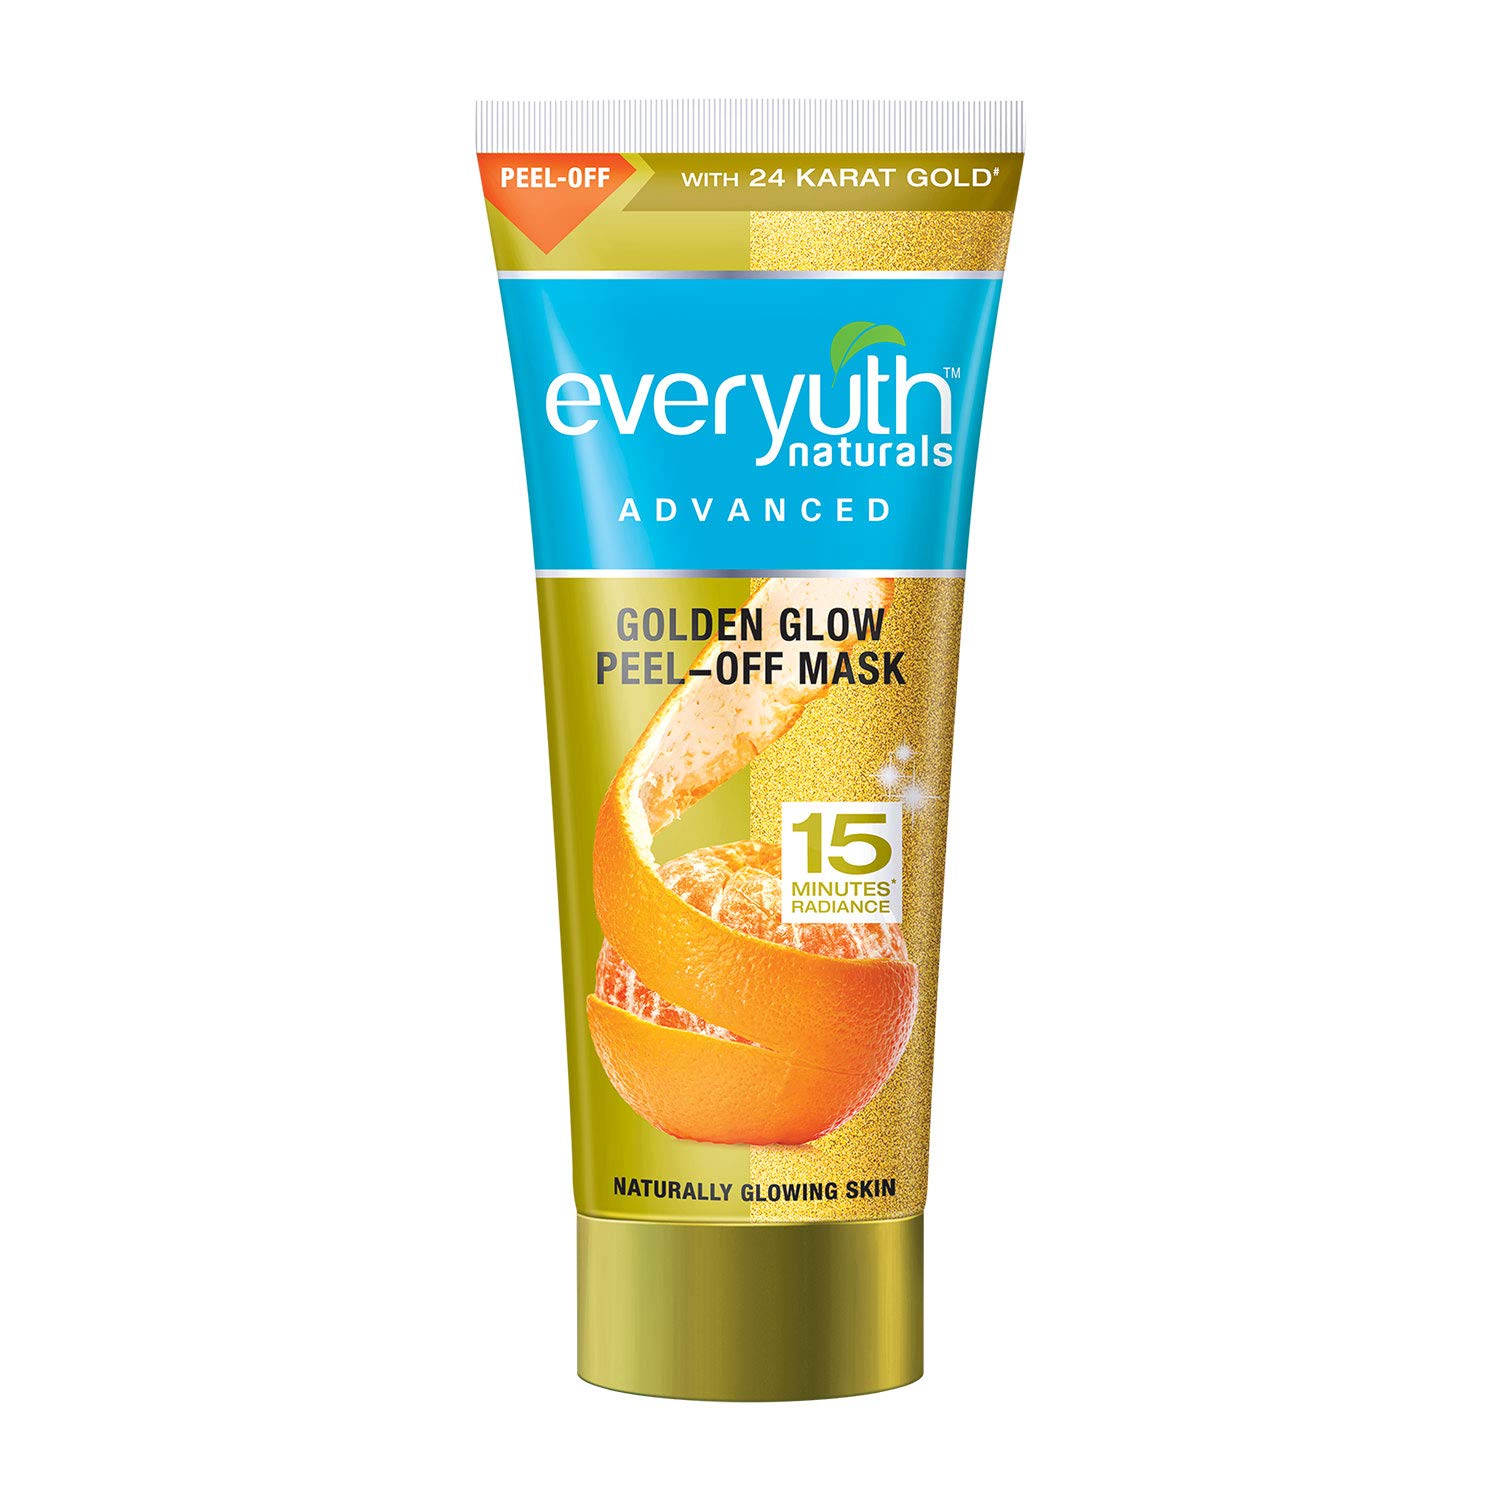 PEEL-OFF
WITH 24 KARAT GOLD#
everyuth™
naturals
ADVANCED
GOLDEN GLOW
PEEL–OFF MASK
15
MINUTES*
RADIANCE
NATURALLY GLOWING SKIN